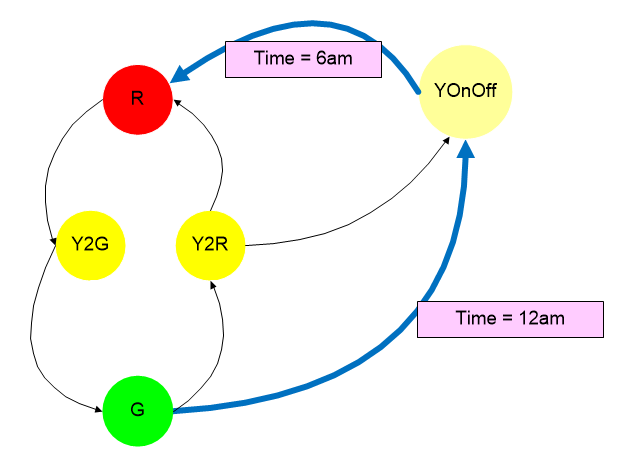 Time = 6am
R
YOnOff
Y2G
Y2R
Time = 12am
G